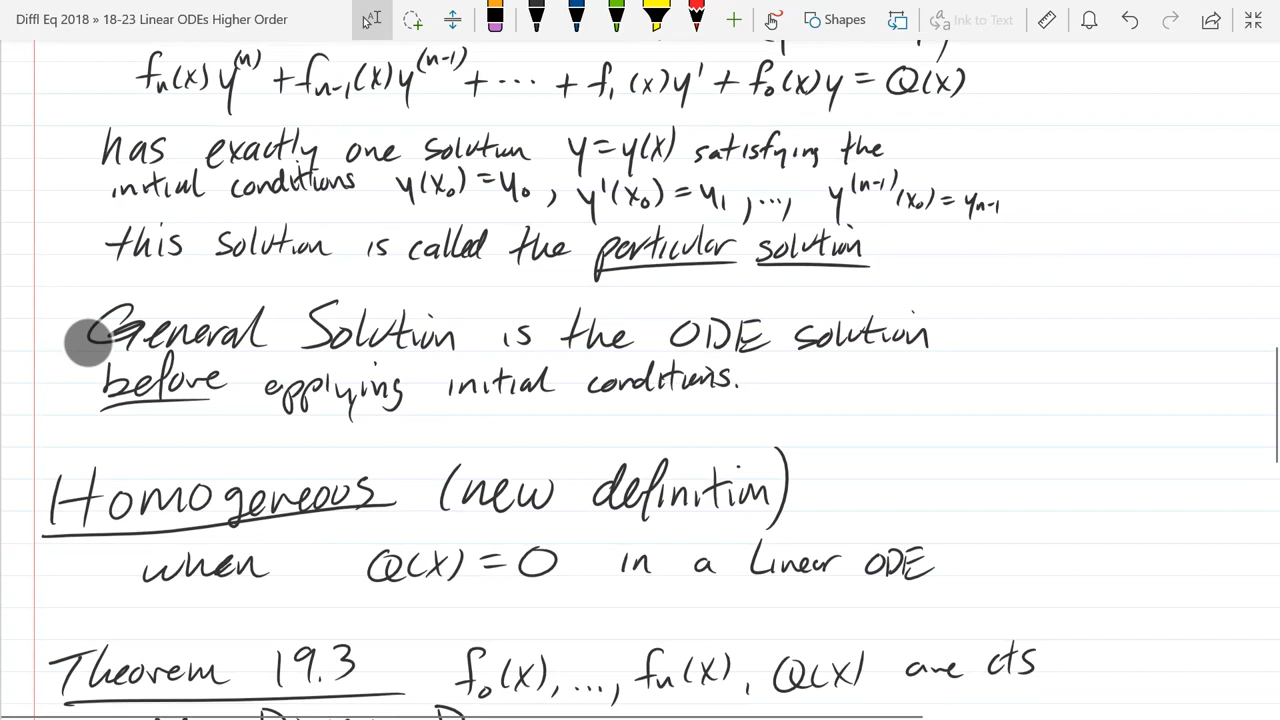 Diffl Eq 2018 » 18-23 Linear ODEs Higher Order
Shapes
Ink to Text
fn(x) y^(n) + fn-1(x) y^(n-1) + ⋯ + f1(x)y' + f0(x)y = Q(x)
has exactly one solution y=y(x) satisfying the
initial conditions y(x0)=y0, y'(x0)=y1, ..., y^(n-1)(x0)=yn-1
this solution is called the particular solution
General Solution is the ODE solution
before applying initial conditions.
Homogeneous (new definition)
when Q(x)=0 in a Linear ODE
Theorem 19.3 f0(x), ..., fn(x), Q(x) are cts